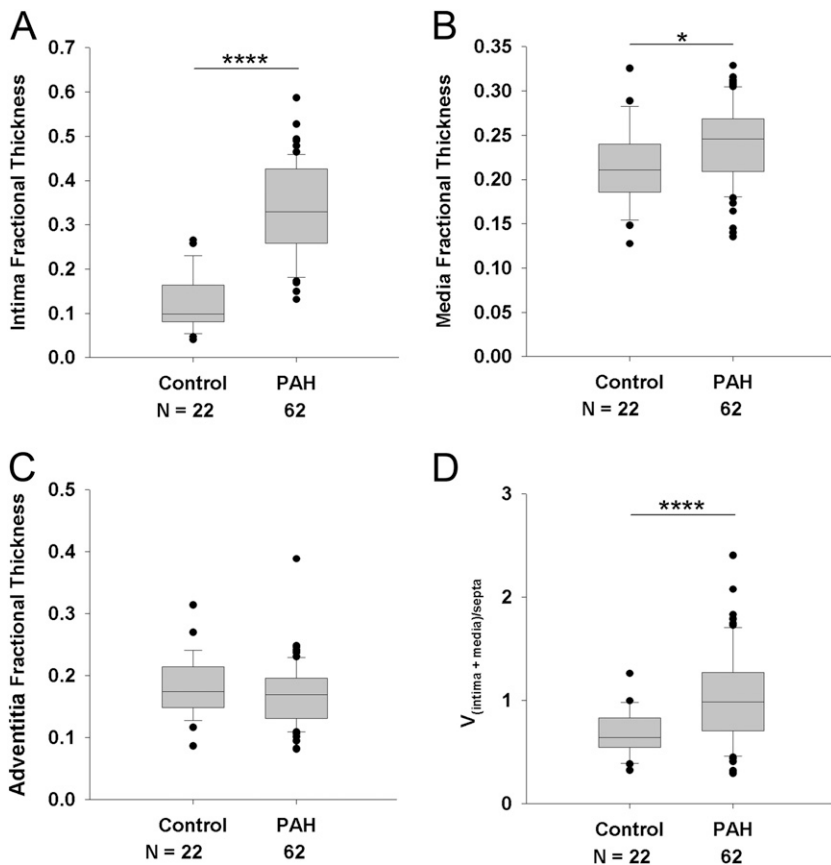 A
Intima Fractional Thickness
0.7
0.6
0.5
0.4
0.3
0.2
0.1
0.0
****
Control PAH
N = 22 62
B
Media Fractional Thickness
0.35
0.30
0.25
0.20
0.15
0.10
0.05
0.00
*
Control PAH
N = 22 62
C
Adventitia Fractional Thickness
0.5
0.4
0.3
0.2
0.1
0.0
Control PAH
N = 22 62
D
V(intima + media)/septa
3
2
1
0
****
Control PAH
N = 22 62